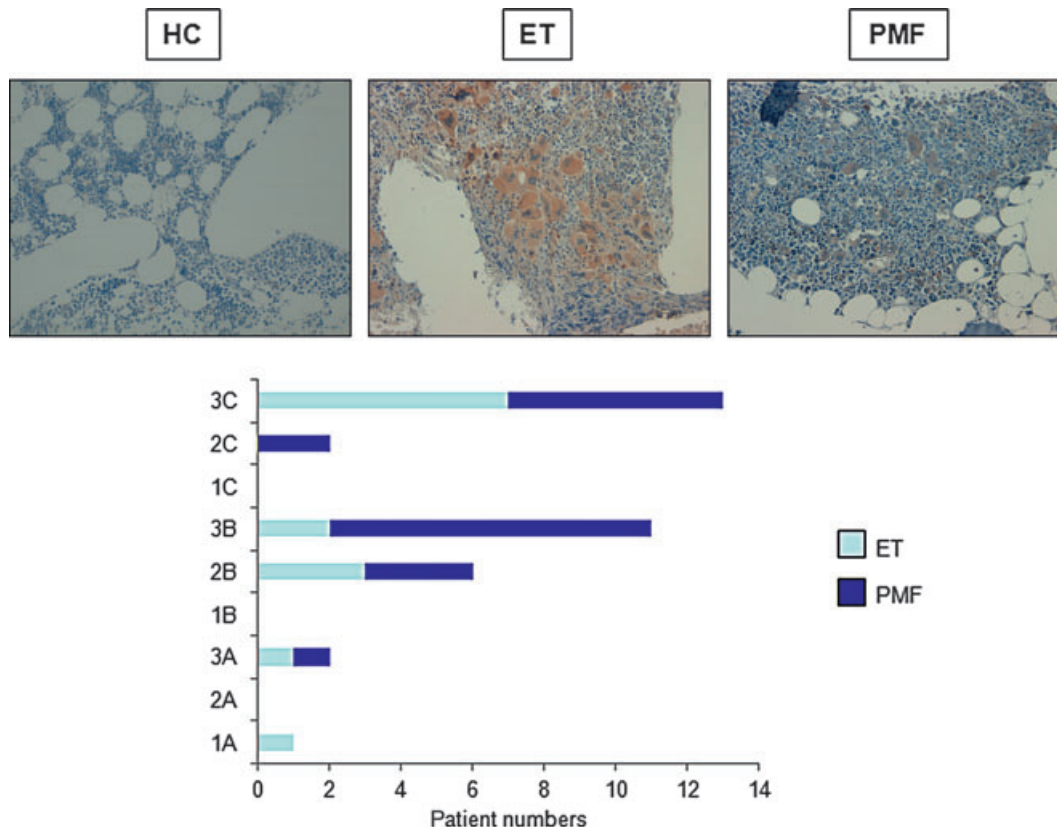 HC
ET
PMF
3C
2C
1C
3B
2B
1B
3A
2A
1A
0 2 4 6 8 10 12 14
Patient numbers
ET
PMF